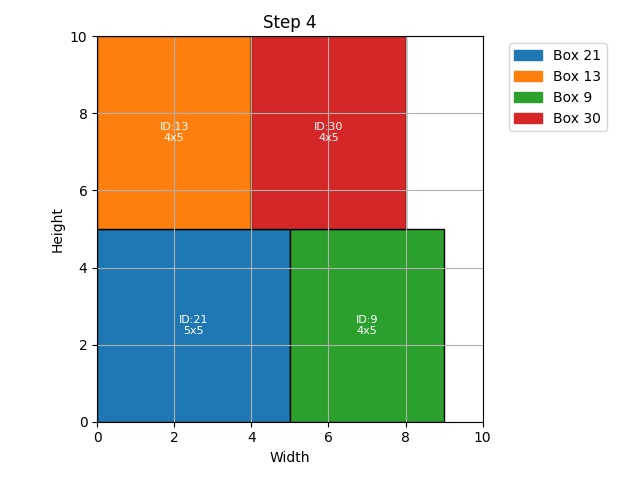 Step 4
Height
10
8
6
4
2
0
ID:13
4x5
ID:30
4x5
ID:21
5x5
ID:9
4x5
0 2 4 6 8 10
Width
Box 21
Box 13
Box 9
Box 30